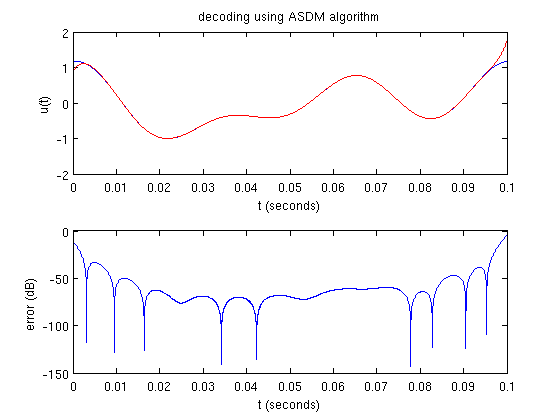 decoding using ASDM algorithm
2
1
0
-1
-2
u(t)
0 0.01 0.02 0.03 0.04 0.05 0.06 0.07 0.08 0.09 0.1
t (seconds)
0
-50
-100
-150
error (dB)
0 0.01 0.02 0.03 0.04 0.05 0.06 0.07 0.08 0.09 0.1
t (seconds)